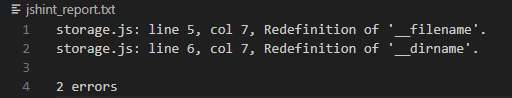 jshint_report.txt
1 storage.js: line 5, col 7, Redefinition of '__filename'.
2 storage.js: line 6, col 7, Redefinition of '__dirname'.
3
4 2 errors